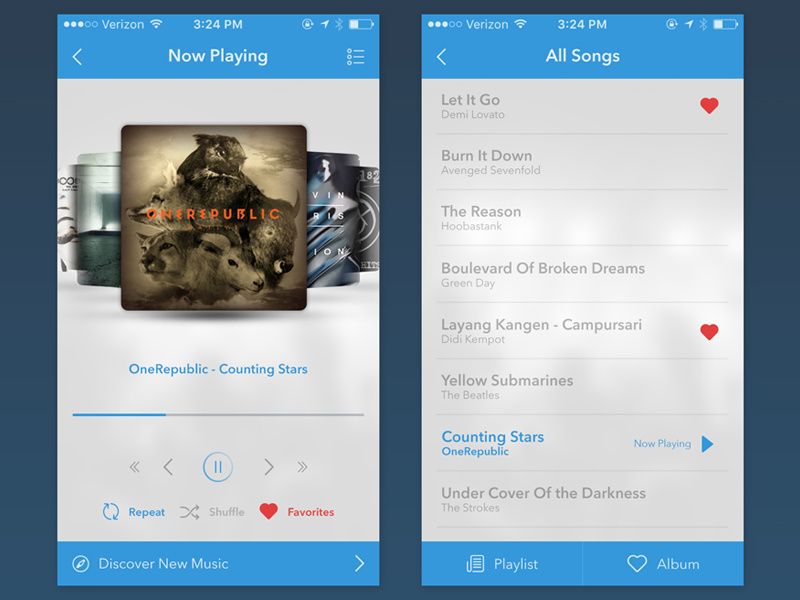 Verizon
3:24 PM
Now Playing
VIN
RIS
ION
182
HITS
ONEREPUBLIC
OneRepublic - Counting Stars
Repeat
Shuffle
Favorites
Discover New Music
Verizon
3:24 PM
All Songs
Let It Go
Demi Lovato
Burn It Down
Avenged Sevenfold
The Reason
Hoobastank
Boulevard Of Broken Dreams
Green Day
Layang Kangen - Campursari
Didi Kempot
Yellow Submarines
The Beatles
Counting Stars
OneRepublic
Now Playing
Under Cover Of the Darkness
The Strokes
Playlist
Album